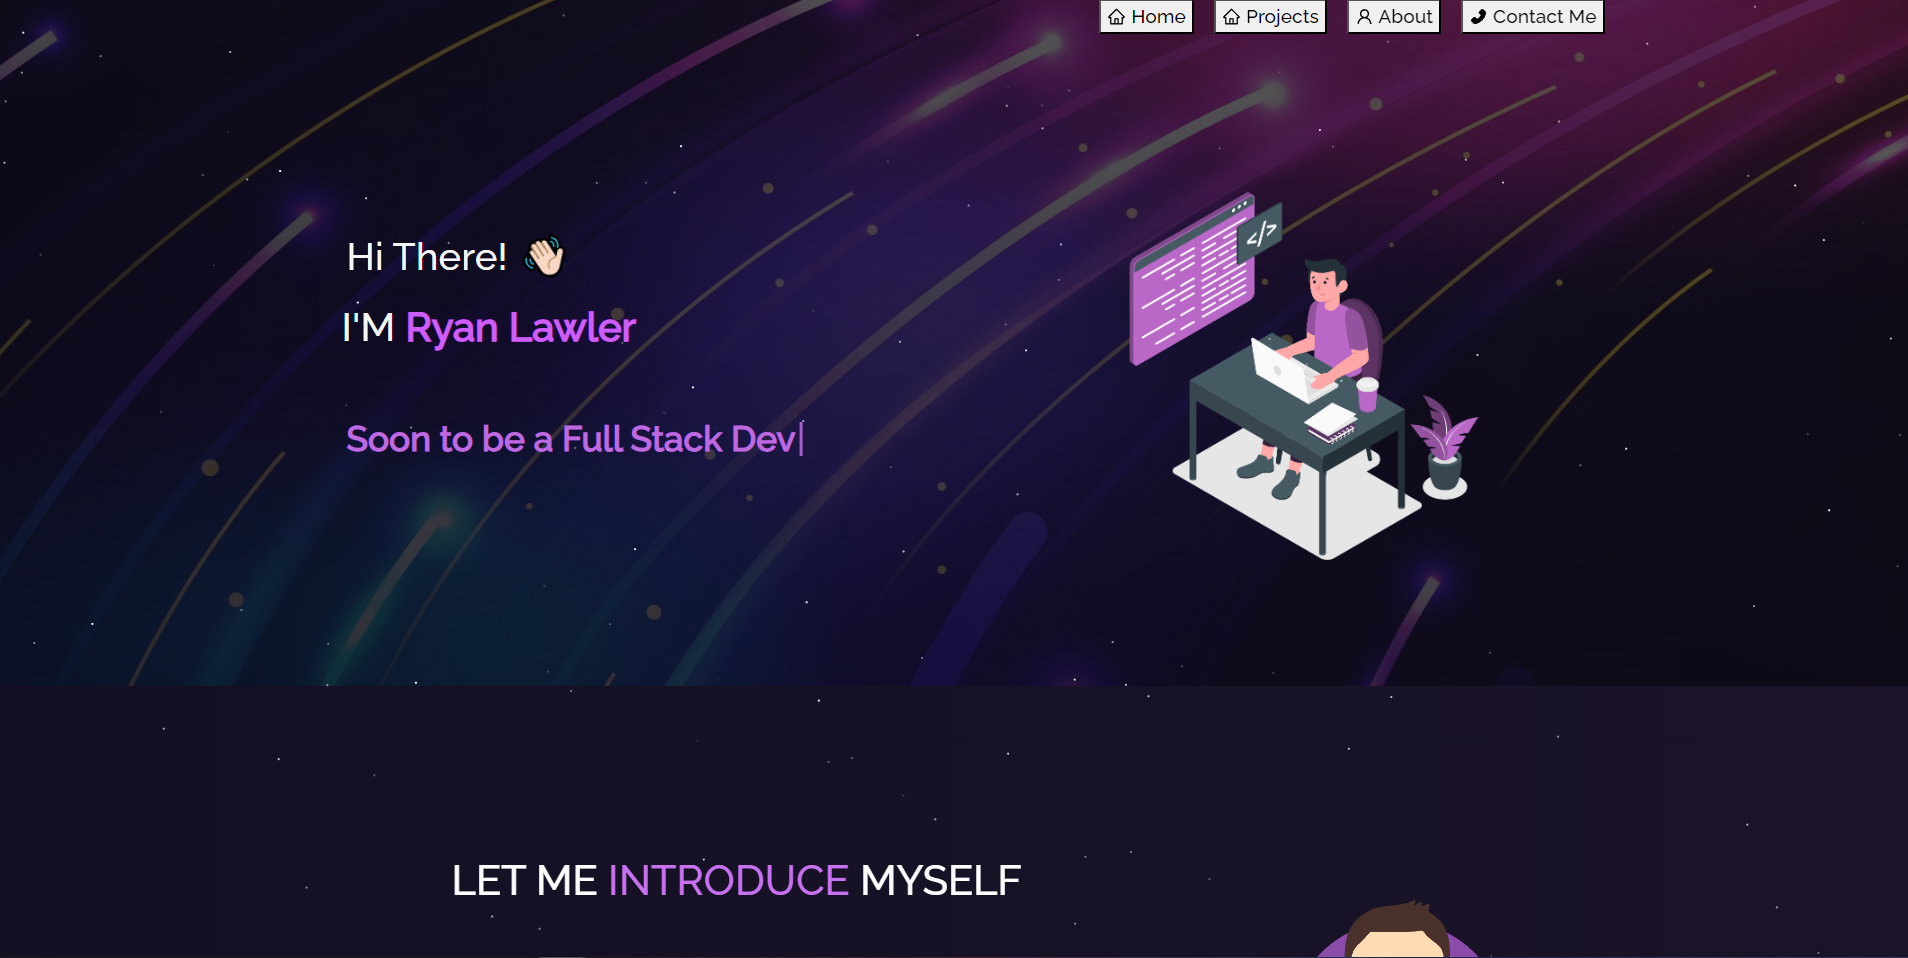 Home Projects About Contact Me
</>
Hi There! 👋🏻
I'M Ryan Lawler
Soon to be a Full Stack Dev|
LET ME INTRODUCE MYSELF